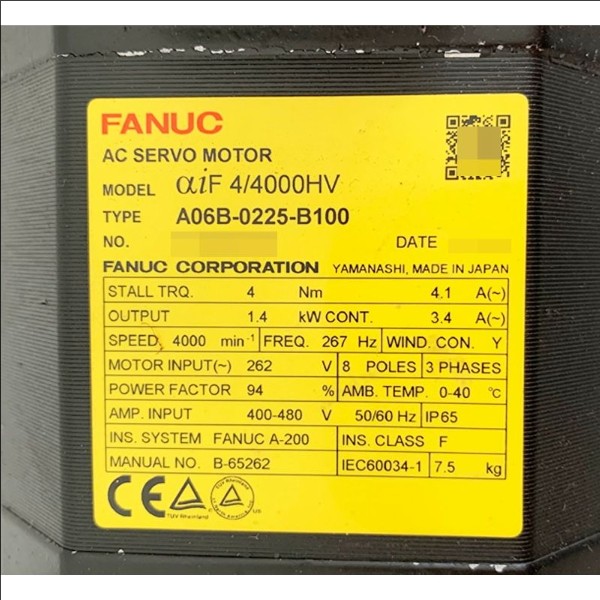 FANUC
AC SERVO MOTOR
MODEL αiF 4/4000HV
TYPE A06B-0225-B100
NO. DATE
FANUC CORPORATION YAMANASHI, MADE IN JAPAN
STALL TRQ. 4 Nm 4.1 A(~)
OUTPUT 1.4 kW CONT. 3.4 A(~)
SPEED 4000 min⁻¹ FREQ. 267 Hz WIND. CON. Y
MOTOR INPUT(~) 262 V 8 POLES 3 PHASES
POWER FACTOR 94 % AMB. TEMP. 0-40 °C
AMP. INPUT 400-480 V 50/60 Hz IP65
INS. SYSTEM FANUC A-200 INS. CLASS F
MANUAL NO. B-65262 IEC60034-1 7.5 kg
CE
TÜV Rheinland US